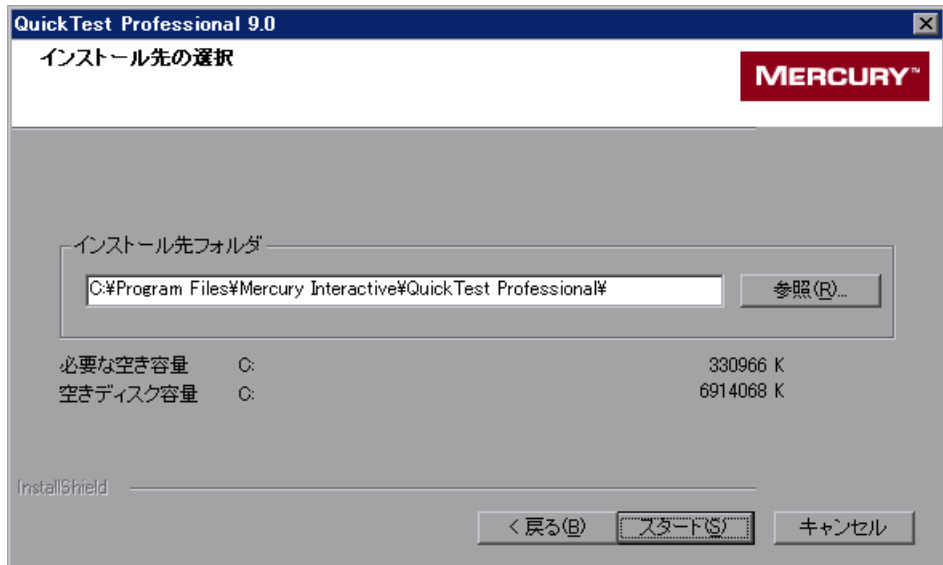 QuickTest Professional 9.0
インストール先の選択
MERCURY™
インストール先フォルダ
C:¥Program Files¥Mercury Interactive¥QuickTest Professional¥
参照(R)...
必要な空き容量 C: 330966 K
空きディスク容量 C: 6914068 K
InstallShield
< 戻る(B) スタート(S) キャンセル